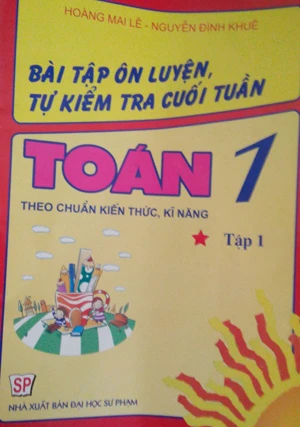 HOÀNG MAI LÊ - NGUYỄN ĐÌNH KHUÊ
BÀI TẬP ÔN LUYỆN,
TỰ KIỂM TRA CUỐI TUẦN
TOÁN 1
THEO CHUẨN KIẾN THỨC, KĨ NĂNG
Tập 1
SP
NHÀ XUẤT BẢN ĐẠI HỌC SƯ PHẠM